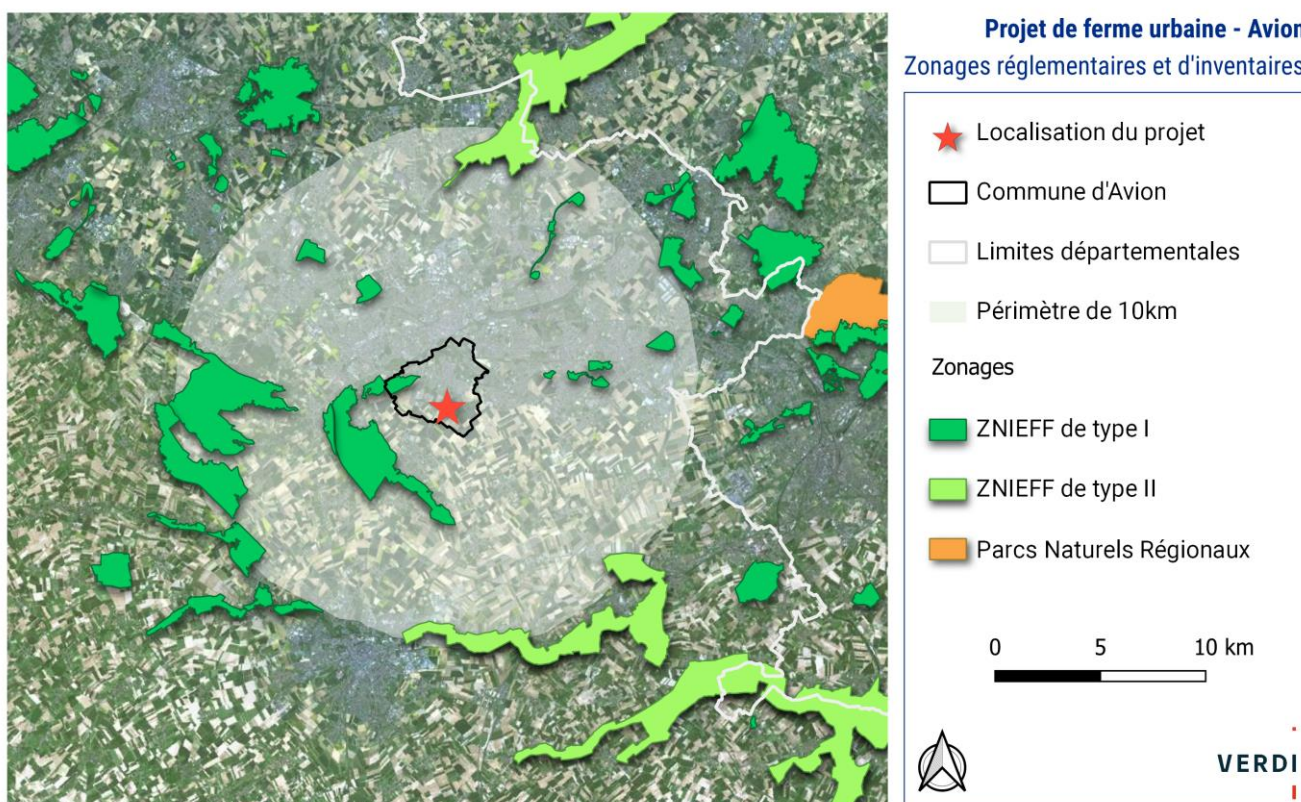 Projet de ferme urbaine - Avion
Zonages réglementaires et d'inventaires
Localisation du projet
Commune d'Avion
Limites départementales
Périmètre de 10km
Zonages
ZNIEFF de type I
ZNIEFF de type II
Parcs Naturels Régionaux
0 5 10 km
VERDI